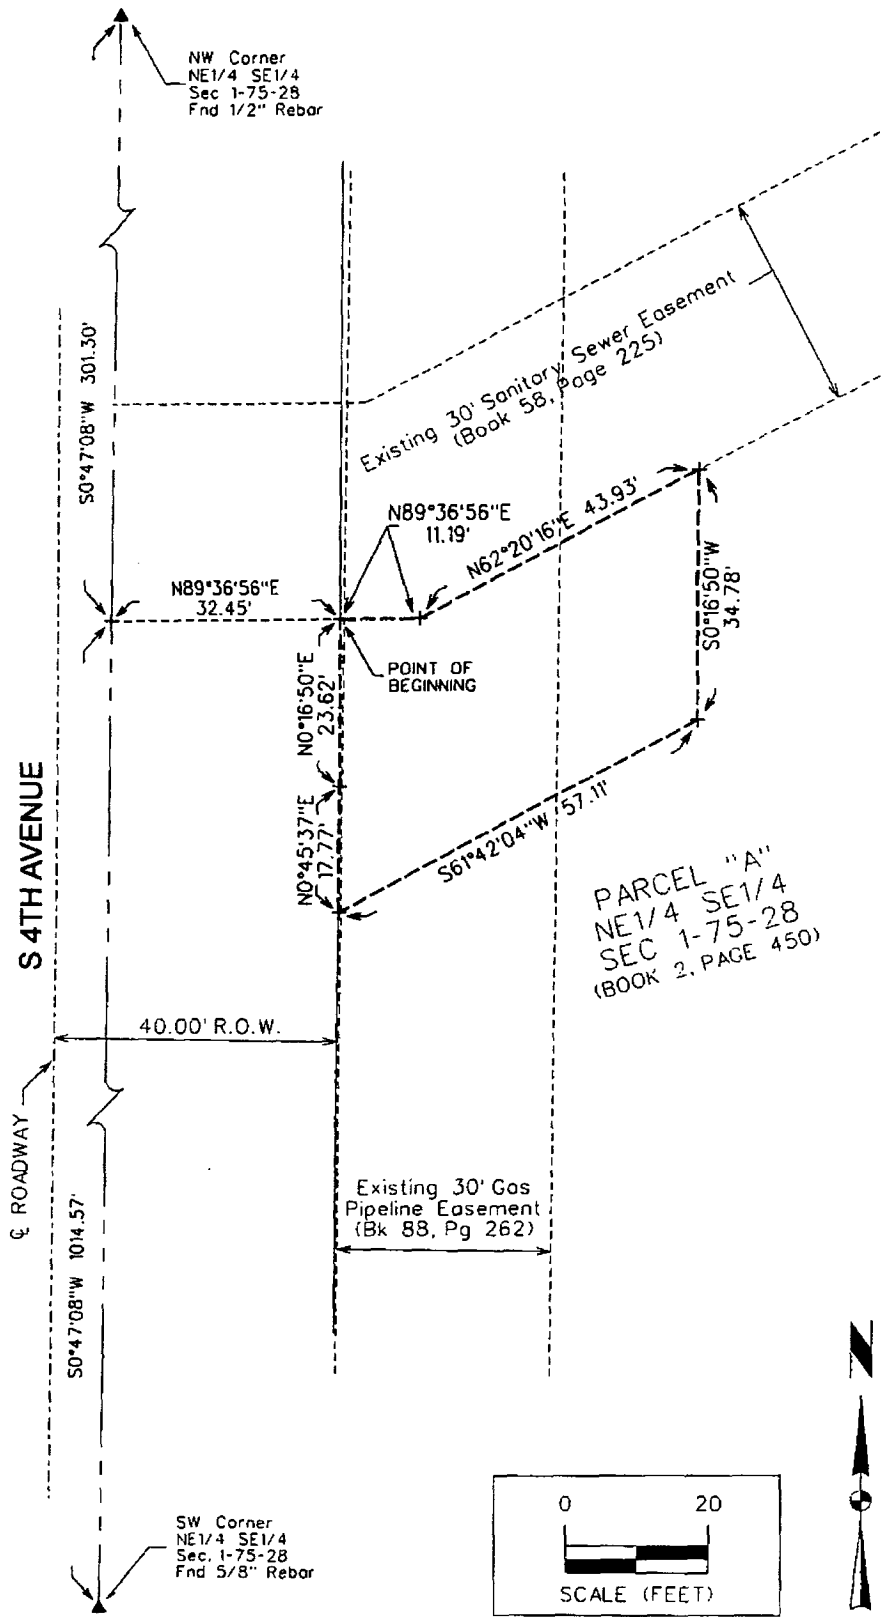 NW Corner
NE1/4 SE1/4
Sec 1-75-28
Fnd 1/2" Rebar
S0°47'08"W 301.30'
Existing 30' Sanitary Sewer Easement
(Book 58, Page 225)
N89°36'56"E
11.19'
N62°20'16"E 43.93'
N89°36'56"E
32.45'
S0°16'50"W
34.78'
POINT OF
BEGINNING
N0°16'50"E
23.62'
N0°45'37"E
17.77'
S61°42'04"W 57.11'
S 4TH AVENUE
PARCEL "A"
NE1/4 SE1/4
SEC 1-75-28
(BOOK 2, PAGE 450)
40.00' R.O.W.
℄ ROADWAY
Existing 30' Gas
Pipeline Easement
(Bk 88, Pg 262)
S0°47'08"W 1014.57'
N
SW Corner
NE1/4 SE1/4
Sec. 1-75-28
Fnd 5/8" Rebar
0 20
SCALE (FEET)